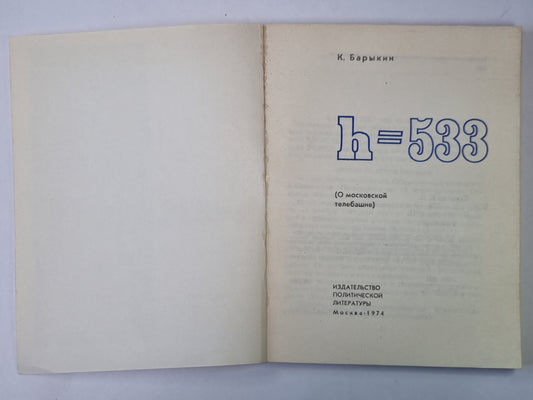 К. Барыкин
h=533
(О московской
телебашне)
ИЗДАТЕЛЬСТВО
ПОЛИТИЧЕСКОЙ
ЛИТЕРАТУРЫ
Москва·1974